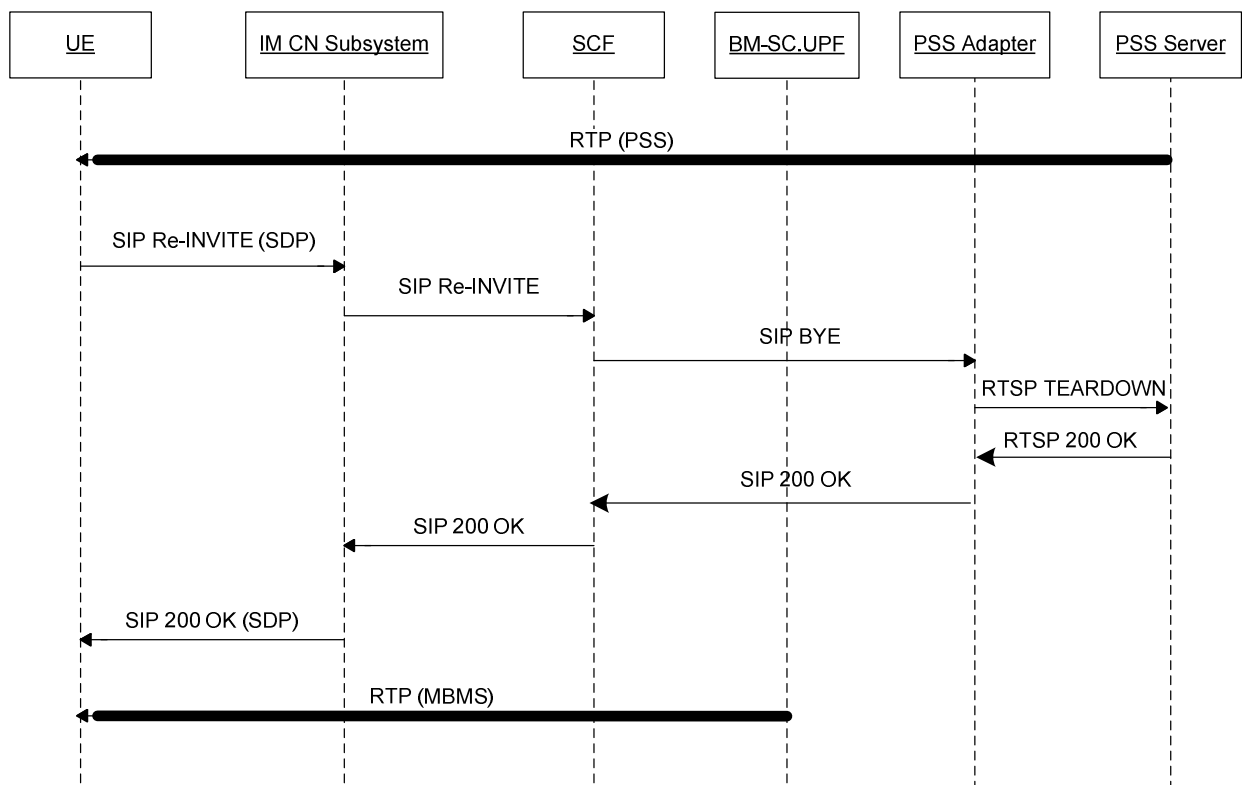 UE
IM CN Subsystem
SCF
BM-SC.UPF
PSS Adapter
PSS Server
RTP (PSS)
SIP Re-INVITE (SDP)
SIP Re-INVITE
SIP BYE
RTSP TEARDOWN
RTSP 200 OK
SIP 200 OK
SIP 200 OK
SIP 200 OK (SDP)
RTP (MBMS)